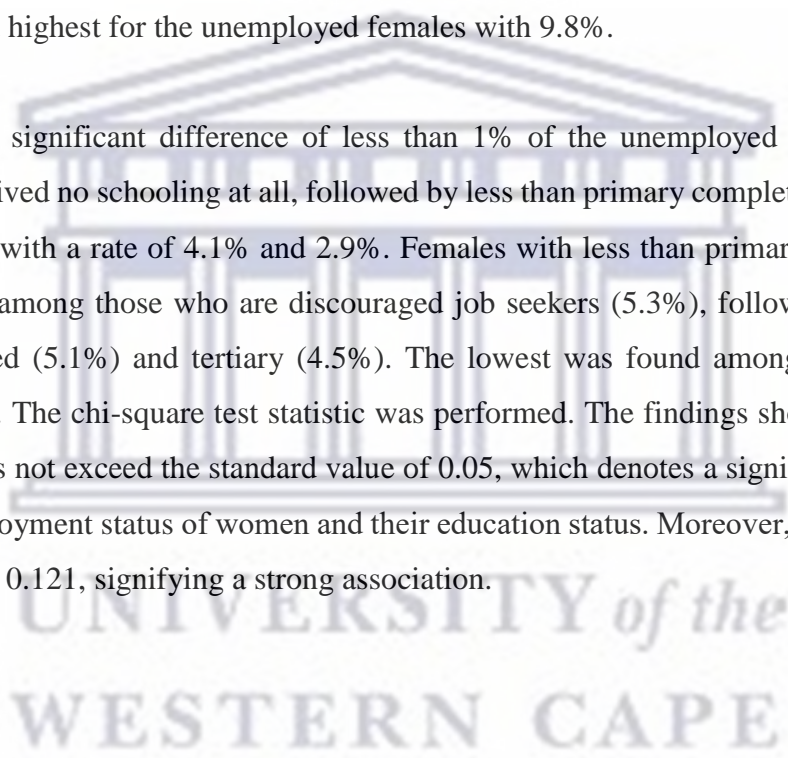 highest for the unemployed females with 9.8%.
significant difference of less than 1% of the unemployed
ived no schooling at all, followed by less than primary complet
with a rate of 4.1% and 2.9%. Females with less than primar
among those who are discouraged job seekers (5.3%), follow
ed (5.1%) and tertiary (4.5%). The lowest was found among
. The chi-square test statistic was performed. The findings sho
s not exceed the standard value of 0.05, which denotes a signi
oyment status of women and their education status. Moreover,
0.121, signifying a strong association.
UNIVERSITY of the
WESTERN CAPE